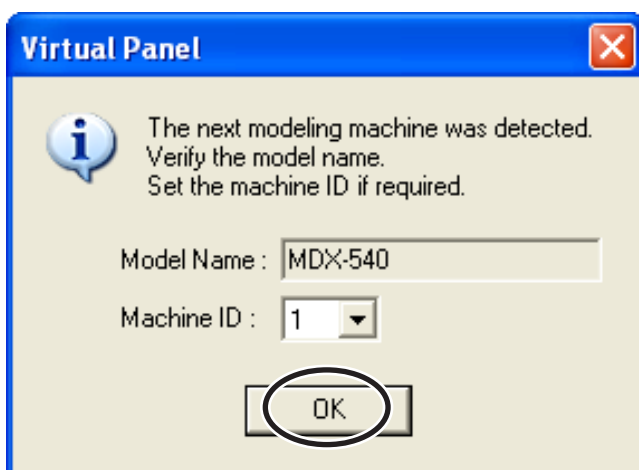 Virtual Panel
The next modeling machine was detected.
Verify the model name.
Set the machine ID if required.
Model Name : MDX-540
Machine ID : 1
OK